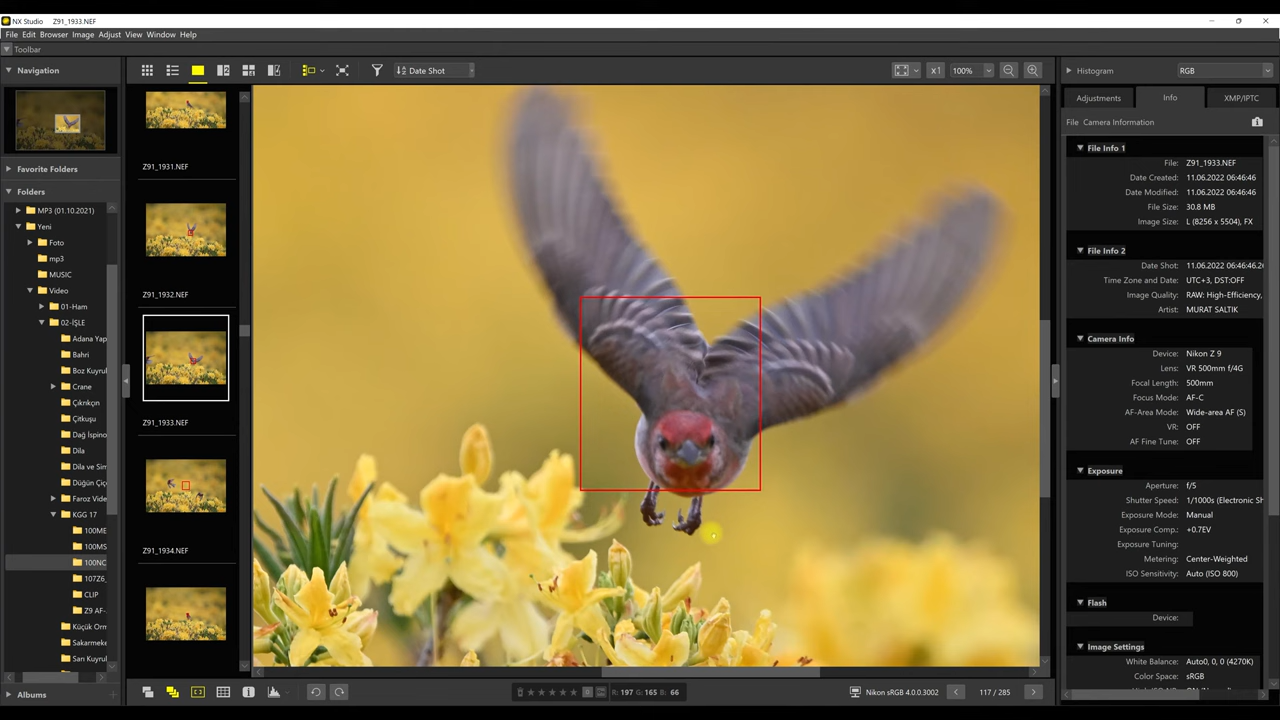 NX Studio Z91_1933.NEF
File Edit Browser Image Adjust View Window Help
Toolbar
Navigation
Favorite Folders
Folders
MP3 (01.10.2021)
Yeni
Foto
mp3
MUSIC
Video
01-Ham
02-İŞLE
Adana Yap
Bahri
Boz Kuyruk
Crane
Çıkrıkçın
Çitkuşu
Dağ İspino
Dila
Dila ve Sim
Düğün Çiç
Faroz Vide
KGG 17
100ME
100MS
100NC
107Z6_
CLIP
Z9 AF-
Küçük Orm
Sakarmeke
Sarı Kuyruk
Albums
Date Shot
Z91_1931.NEF
Z91_1932.NEF
Z91_1933.NEF
Z91_1934.NEF
x1 100%
R: 197 G: 165 B: 66
Nikon sRGB 4.0.0.3002
117 / 285
Histogram RGB
Adjustments Info XMP/IPTC
File Camera Information
File Info 1
File: Z91_1933.NEF
Date Created: 11.06.2022 06:46:46
Date Modified: 11.06.2022 06:46:46
File Size: 30.8 MB
Image Size: L (8256 x 5504), FX
File Info 2
Date Shot: 11.06.2022 06:46:46.2
Time Zone and Date: UTC+3, DST:OFF
Image Quality: RAW: High-Efficiency,
Artist: MURAT SALTIK
Camera Info
Device: Nikon Z 9
Lens: VR 500mm f/4G
Focal Length: 500mm
Focus Mode: AF-C
AF-Area Mode: Wide-area AF (S)
VR: OFF
AF Fine Tune: OFF
Exposure
Aperture: f/5
Shutter Speed: 1/1000s (Electronic Sh
Exposure Mode: Manual
Exposure Comp.: +0.7EV
Exposure Tuning:
Metering: Center-Weighted
ISO Sensitivity: Auto (ISO 800)
Flash
Device:
Image Settings
White Balance: Auto0, 0, 0 (4270K)
Color Space: sRGB